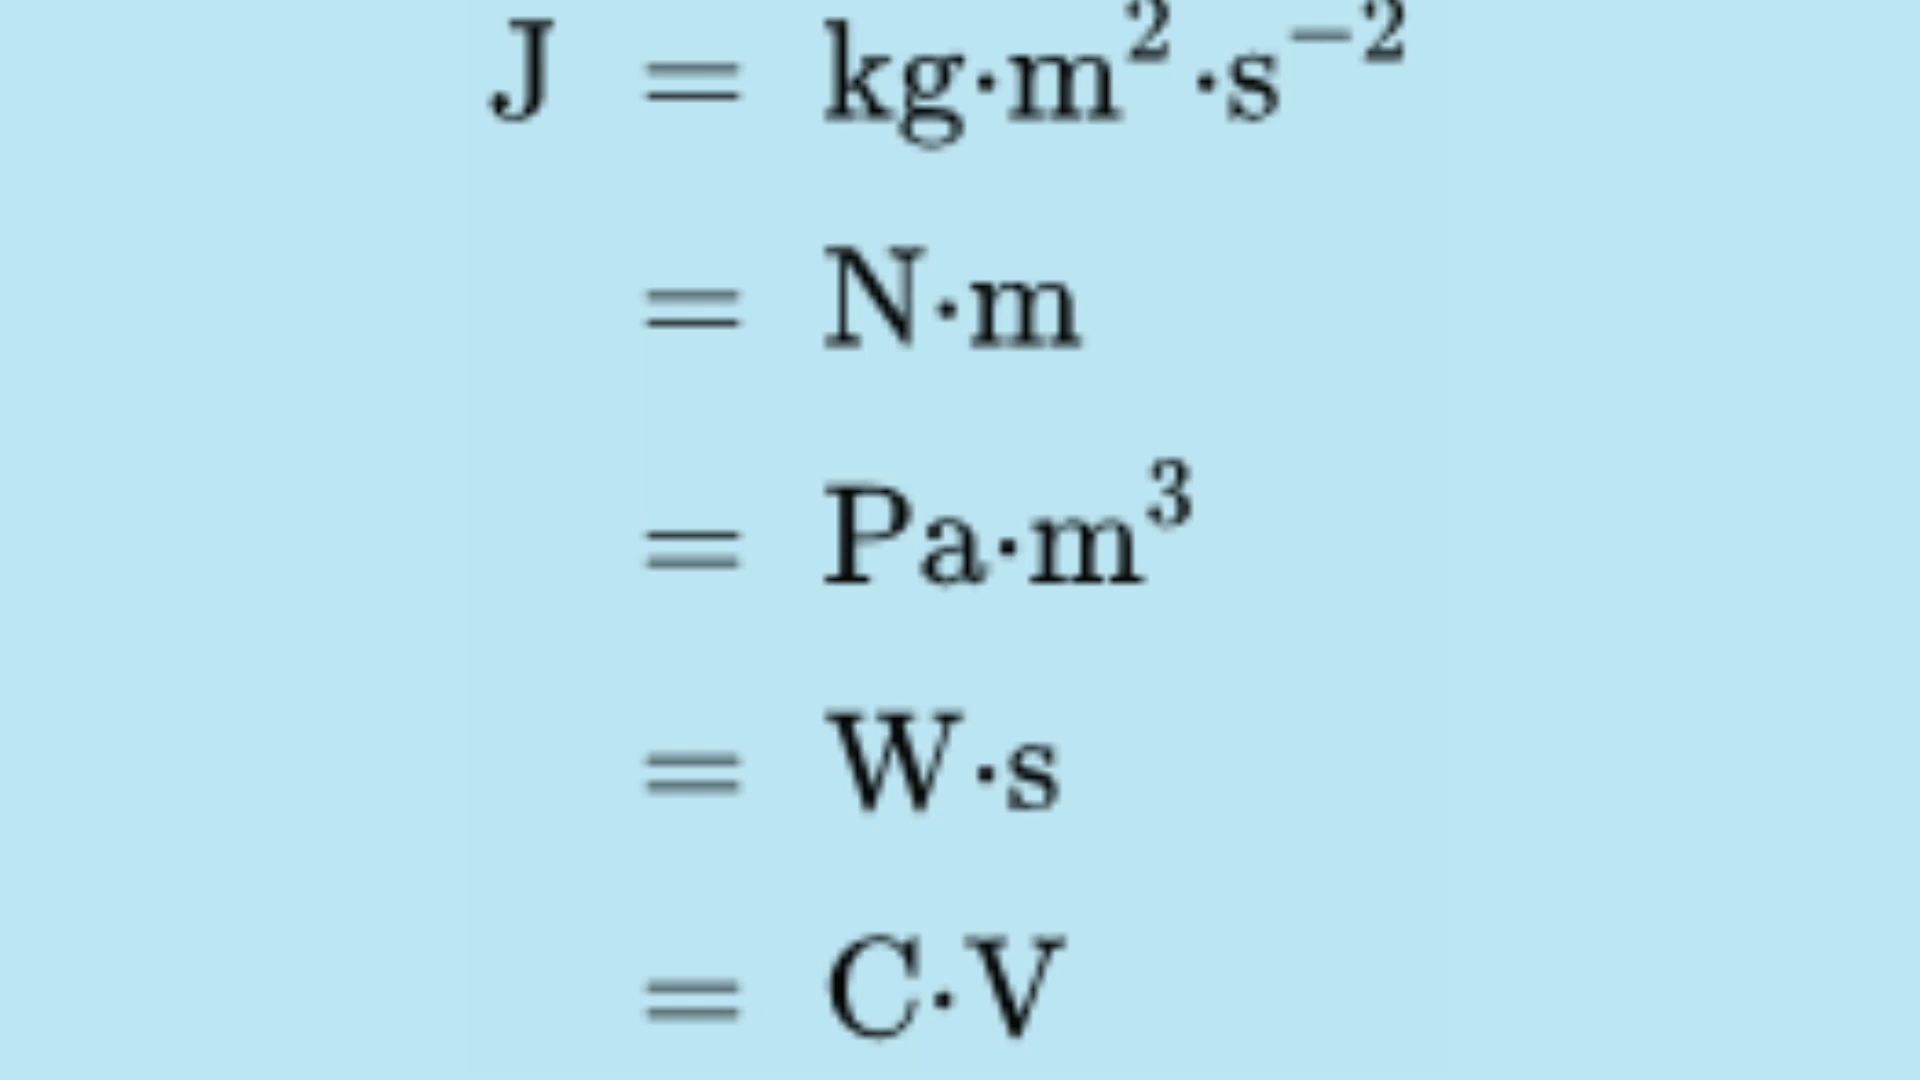 J = kg·m² ·s⁻²
= N·m
= Pa·m³
= W·s
= C·V